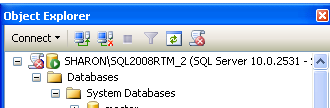 Object Explorer
Connect
SHARON\SQL2008RTM_2 (SQL Server 10.0.2531 -
Databases
System Databases